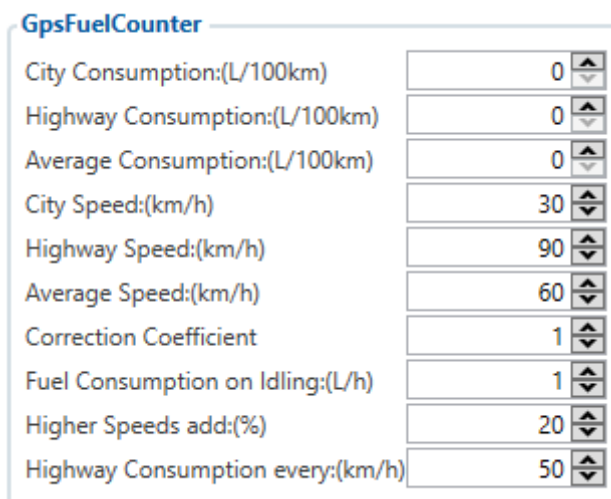 GpsFuelCounter
City Consumption:(L/100km) 0
Highway Consumption:(L/100km) 0
Average Consumption:(L/100km) 0
City Speed:(km/h) 30
Highway Speed:(km/h) 90
Average Speed:(km/h) 60
Correction Coefficient 1
Fuel Consumption on Idling:(L/h) 1
Higher Speeds add:(%) 20
Highway Consumption every:(km/h) 50